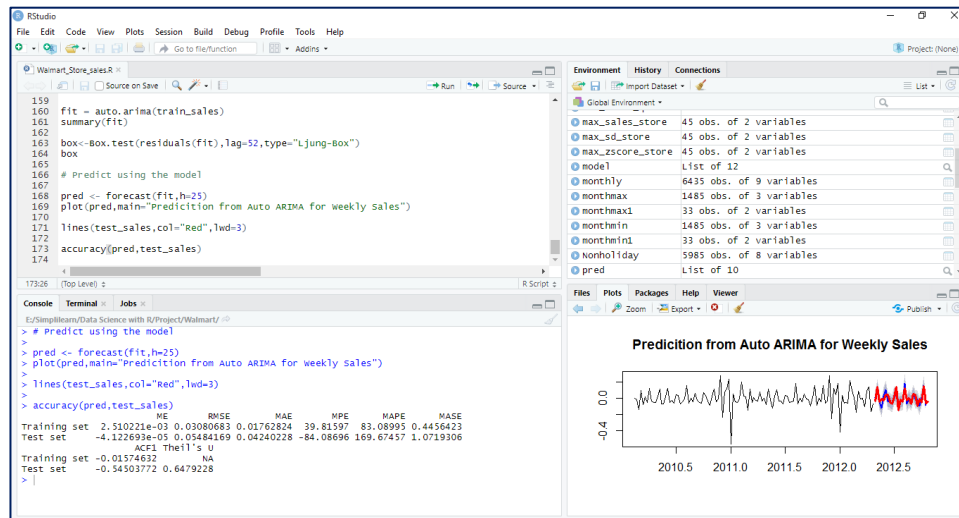 RStudio
File Edit Code View Plots Session Build Debug Profile Tools Help
Go to file/function
Addins
Project: (None)
Walmart_Store_sales.R
Source on Save
Run
Source
159
160 fit = auto.arima(train_sales)
161 summary(fit)
162
163 box<-Box.test(residuals(fit),lag=52,type="Ljung-Box")
164 box
165
166 # Predict using the model
167
168 pred <- forecast(fit,h=25)
169 plot(pred,main="Predicition from Auto ARIMA for Weekly Sales")
170
171 lines(test_sales,col="Red",lwd=3)
172
173 accuracy(pred,test_sales)
174
173:26 (Top Level) R Script
Console Terminal Jobs
E:/Simplilearn/Data Science with R/Project/Walmart/
> # Predict using the model
>
> pred <- forecast(fit,h=25)
> plot(pred,main="Predicition from Auto ARIMA for Weekly Sales")
>
> lines(test_sales,col="Red",lwd=3)
>
> accuracy(pred,test_sales)
ME RMSE MAE MPE MAPE MASE
Training set 2.510221e-03 0.03080683 0.01762824 39.81597 83.08995 0.4456423
Test set -4.122693e-05 0.05484169 0.04240228 -84.08696 169.67457 1.0719306
ACF1 Theil's U
Training set -0.01574632 NA
Test set -0.54503772 0.6479228
>
Environment History Connections
Import Dataset
List
Global Environment
max_sales_store 45 obs. of 2 variables
max_sd_store 45 obs. of 2 variables
max_zscore_store 45 obs. of 2 variables
model List of 12
monthly 6435 obs. of 9 variables
monthmax 1485 obs. of 3 variables
monthmax1 33 obs. of 2 variables
monthmin 1485 obs. of 3 variables
monthmin1 33 obs. of 2 variables
Nonholiday 5985 obs. of 8 variables
pred List of 10
Files Plots Packages Help Viewer
Zoom Export Publish
Predicition from Auto ARIMA for Weekly Sales
0.0
-0.4
2010.5 2011.0 2011.5 2012.0 2012.5